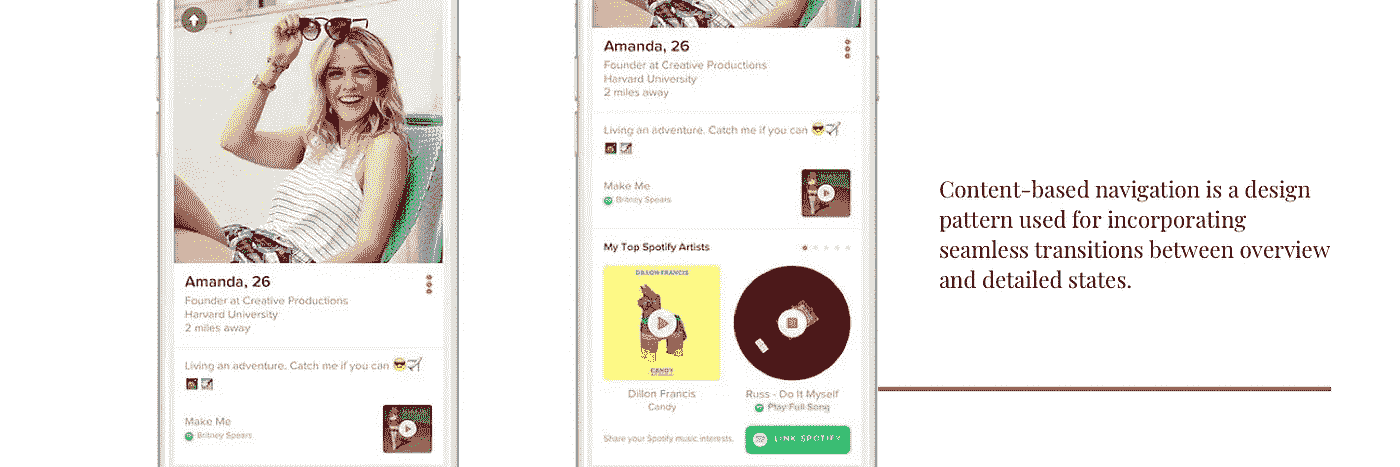 Amanda, 26
Founder at Creative Productions
Harvard University
2 miles away
Living an adventure. Catch me if you can
Make Me
Britney Spears
Amanda, 26
Founder at Creative Productions
Harvard University
2 miles away
Living an adventure. Catch me if you can
Make Me
Britney Spears
My Top Spotify Artists
DILLON FRANCIS
CANDY
Dillon Francis
Candy
Russ - Do It Myself
Play Full Song
Share your Spotify music interests.
LINK SPOTIFY
Content-based navigation is a design
pattern used for incorporating
seamless transitions between overview
and detailed states.